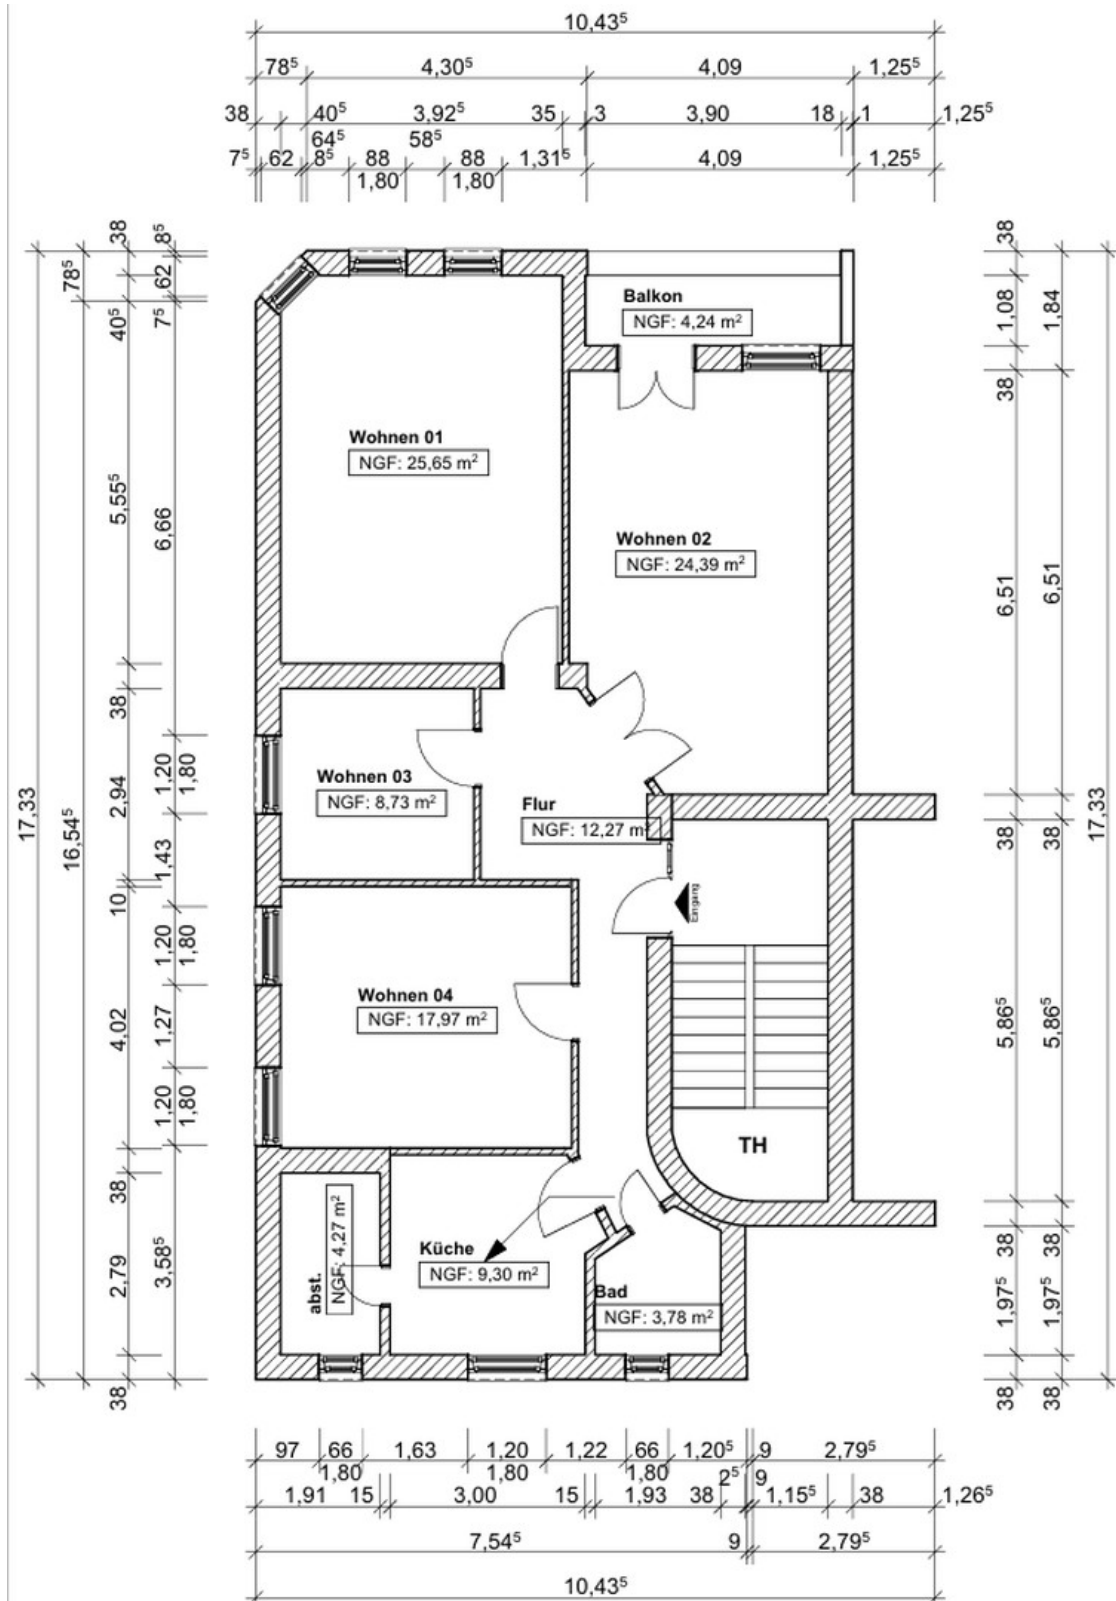 10,43⁵
78⁵ 4,30⁵ 4,09 1,25⁵
38 40⁵ 3,92⁵ 35 3 3,90 18 1 1,25⁵
64⁵ 58⁵
7⁵ 62 8⁵ 88 88 1,31⁵ 4,09 1,25⁵
1,80 1,80
17,33
78⁵
16,54⁵
38
40⁵
5,55⁵
38
2,94
10
4,02
38
2,79
38
8⁵
62
7⁵
6,66
1,20
1,80
1,43
1,20
1,80
1,27
1,20
1,80
3,58⁵
Balkon
NGF: 4,24 m²
Wohnen 01
NGF: 25,65 m²
Wohnen 02
NGF: 24,39 m²
Wohnen 03
NGF: 8,73 m²
Flur
NGF: 12,27 m²
Eingang
Wohnen 04
NGF: 17,97 m²
TH
abst.
NGF: 4,27 m²
Küche
NGF: 9,30 m²
Bad
NGF: 3,78 m²
38
1,08
38
6,51
38
5,86⁵
38
1,97⁵
38
1,84
6,51
38
5,86⁵
38
1,97⁵
38
17,33
97 66 1,63 1,20 1,22 66 1,20⁵ 9 2,79⁵
1,80 1,80 1,80 2⁵ 9
1,91 15 3,00 15 1,93 38 1,15⁵ 38 1,26⁵
7,54⁵ 9 2,79⁵
10,43⁵